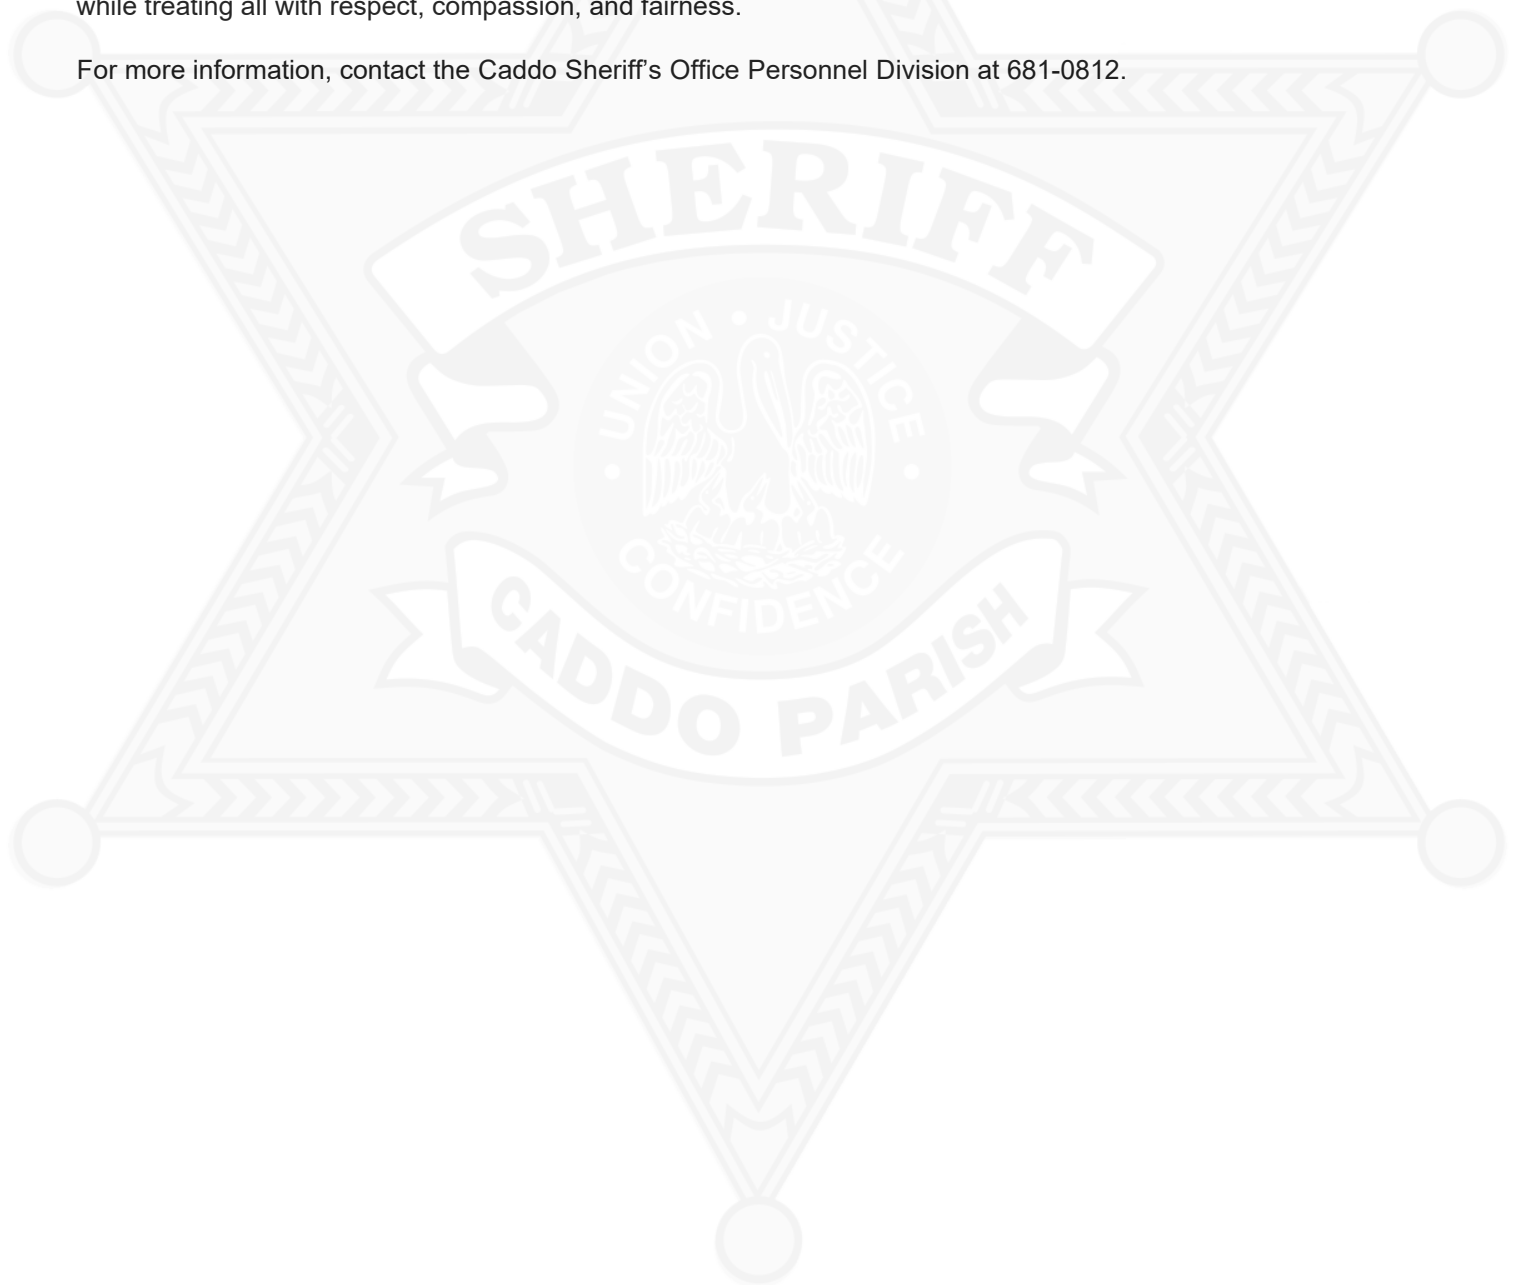 while treating all with respect, compassion, and fairness.
For more information, contact the Caddo Sheriff’s Office Personnel Division at 681-0812.
SHERIFF
UNION • JUSTICE
• CONFIDENCE •
CADDO PARISH